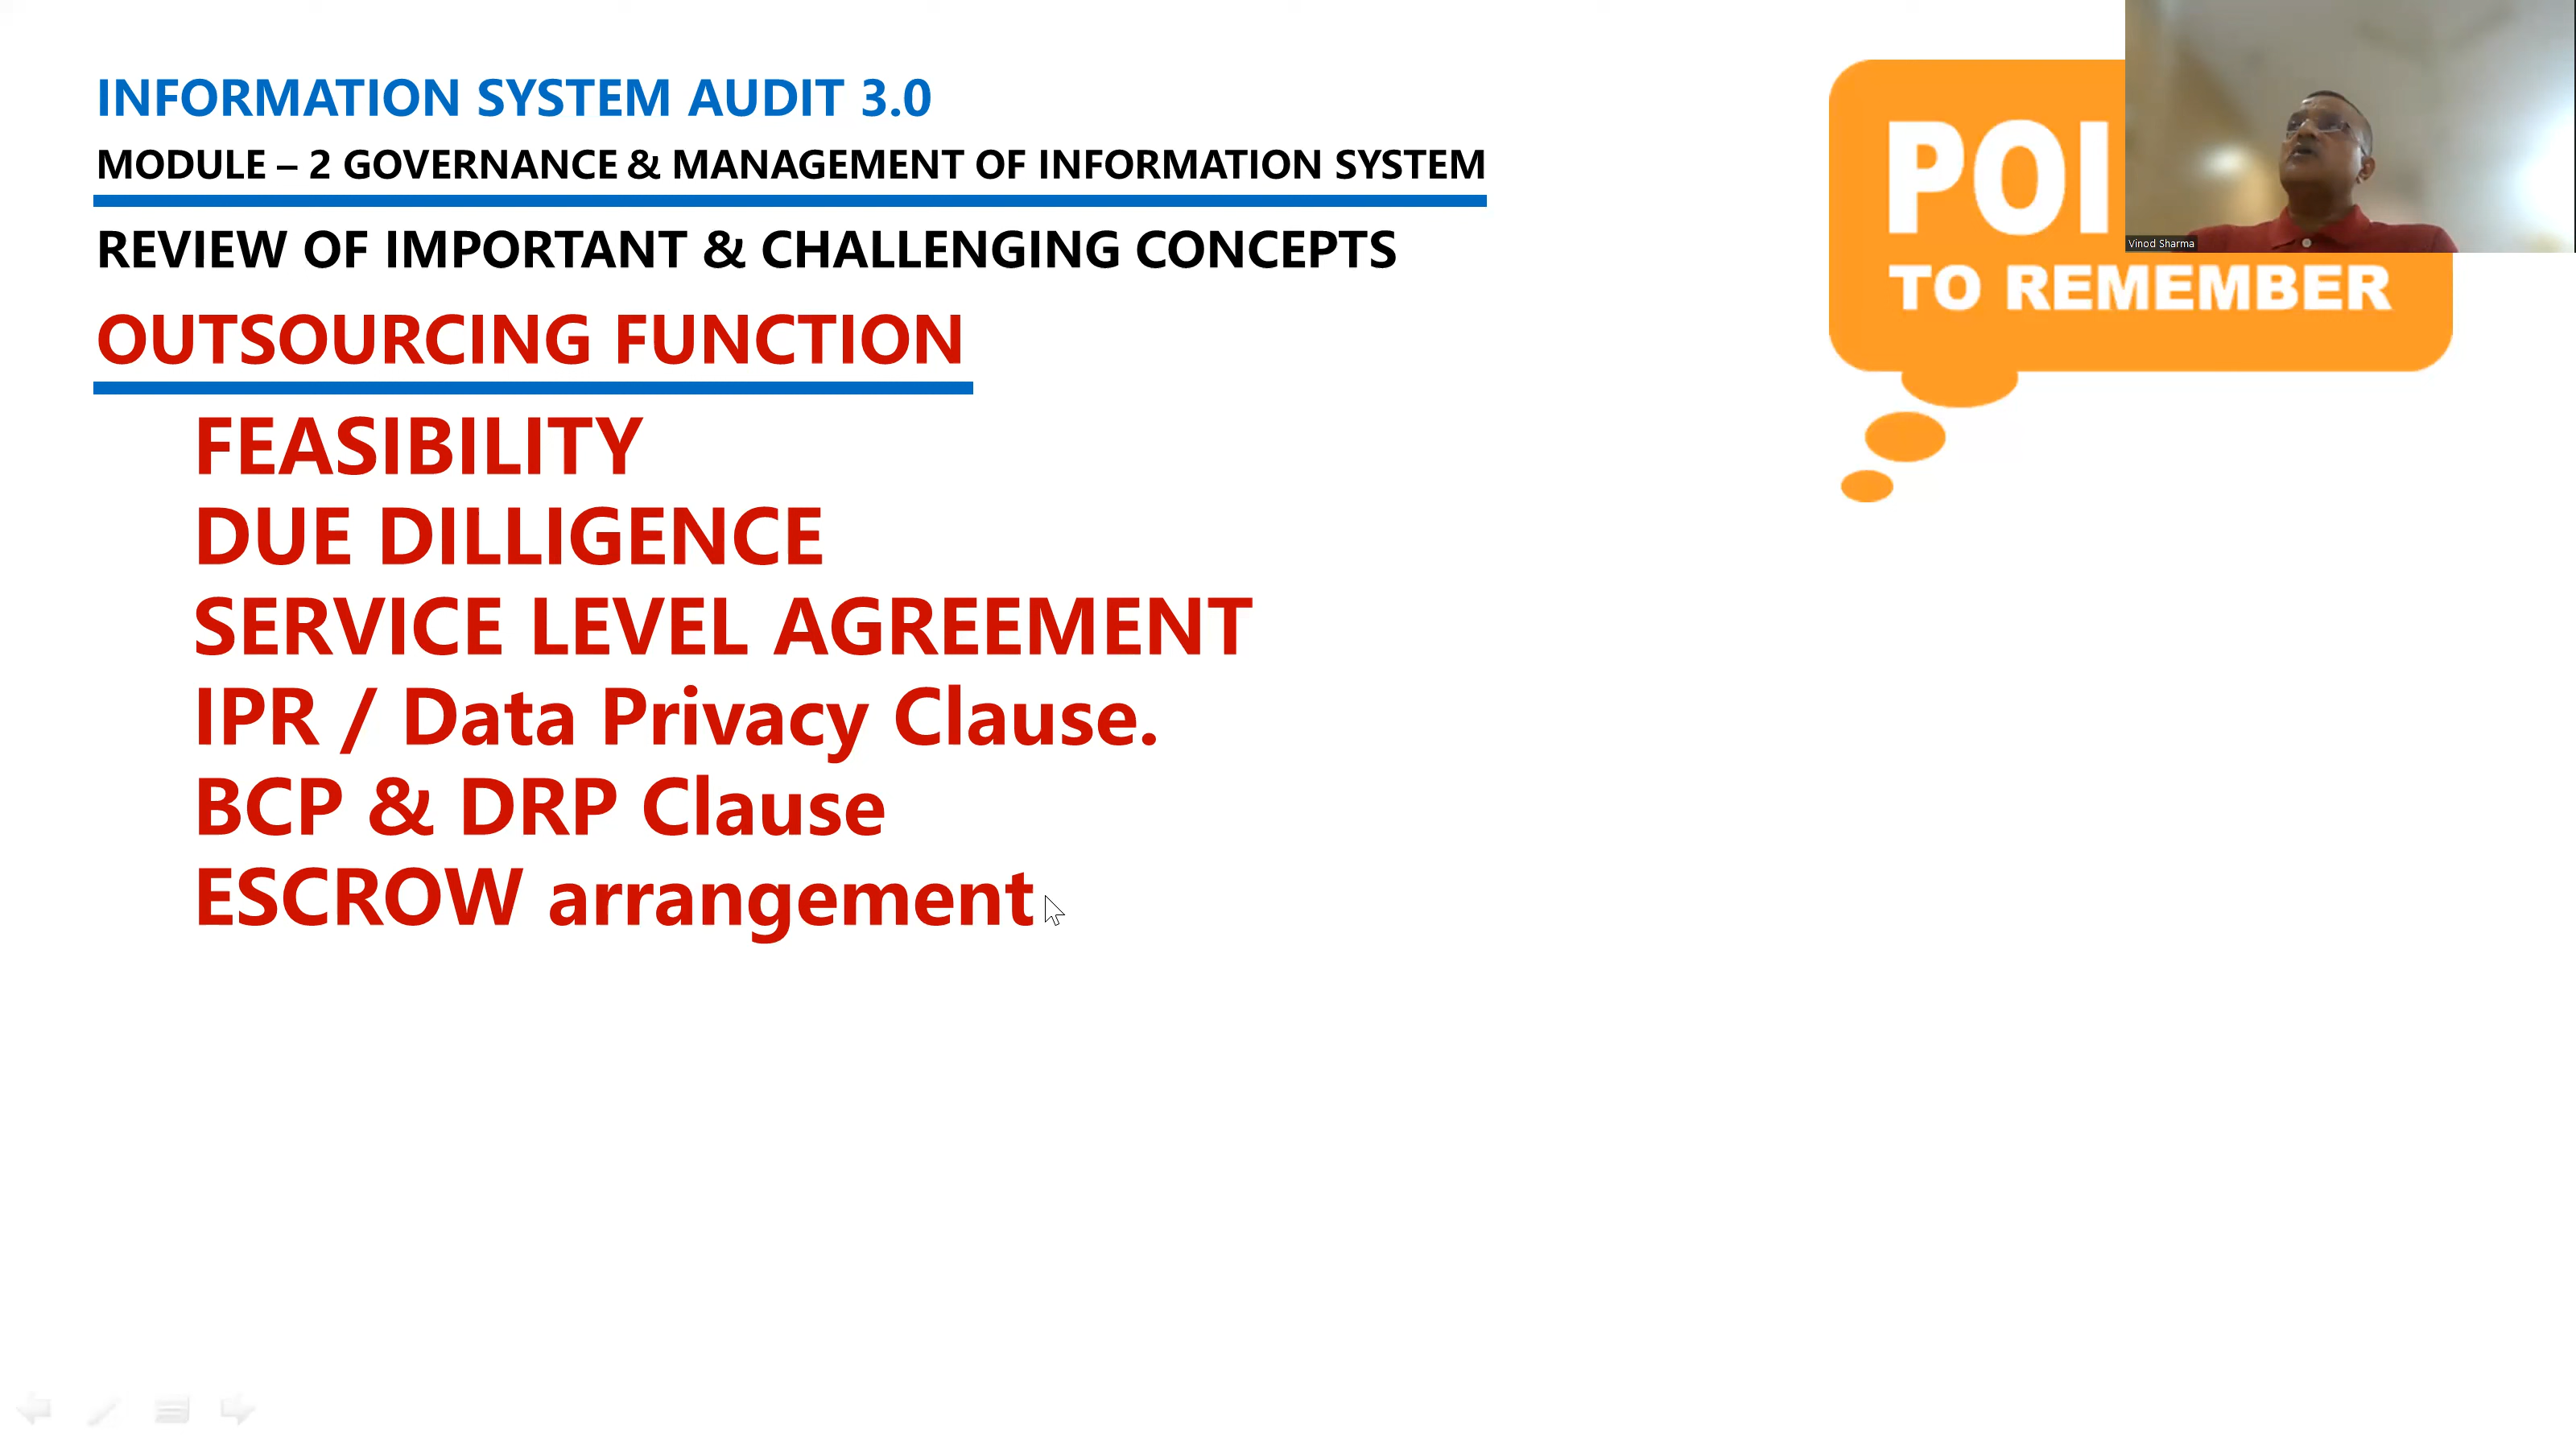 INFORMATION SYSTEM AUDIT 3.0
MODULE – 2 GOVERNANCE & MANAGEMENT OF INFORMATION SYSTEM
REVIEW OF IMPORTANT & CHALLENGING CONCEPTS
OUTSOURCING FUNCTION
FEASIBILITY
DUE DILLIGENCE
SERVICE LEVEL AGREEMENT
IPR / Data Privacy Clause.
BCP & DRP Clause
ESCROW arrangement
POI
TO REMEMBER
Vinod Sharma